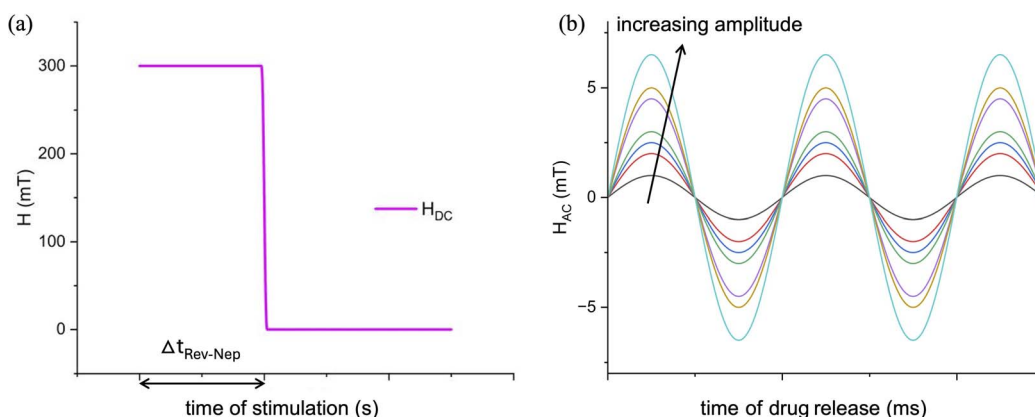 (a)
300
200
100
0
H (mT)
H_DC
Δt_Rev-Nep
time of stimulation (s)
(b)
increasing amplitude
5
0
−5
H_AC (mT)
time of drug release (ms)